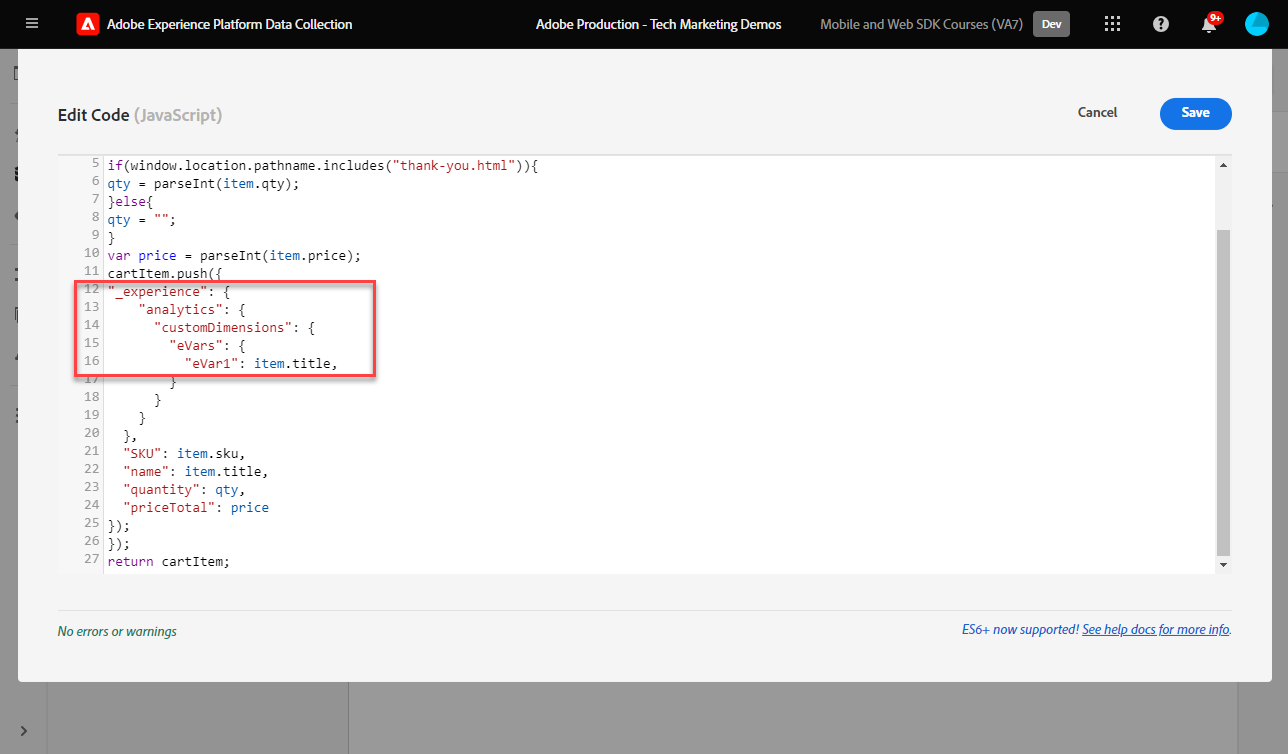 Adobe Experience Platform Data Collection
Adobe Production - Tech Marketing Demos
Mobile and Web SDK Courses (VA7)
Dev
9+
Edit Code (JavaScript)
Cancel
Save
5 if(window.location.pathname.includes("thank-you.html")){
6 qty = parseInt(item.qty);
7 }else{
8 qty = "";
9 }
10 var price = parseInt(item.price);
11 cartItem.push({
12 "_experience": {
13 "analytics": {
14 "customDimensions": {
15 "eVars": {
16 "eVar1": item.title,
17 }
18 }
19 }
20 },
21 "SKU": item.sku,
22 "name": item.title,
23 "quantity": qty,
24 "priceTotal": price
25 });
26 });
27 return cartItem;
No errors or warnings
ES6+ now supported! See help docs for more info.